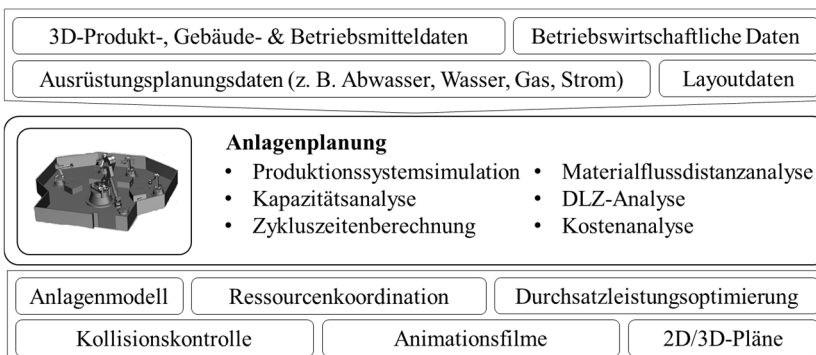 3D-Produkt-, Gebäude- & Betriebsmitteldaten
Betriebswirtschaftliche Daten
Ausrüstungsplanungsdaten (z. B. Abwasser, Wasser, Gas, Strom)
Layoutdaten
Anlagenplanung
• Produktionssystemsimulation
• Kapazitätsanalyse
• Zykluszeitenberechnung
• Materialflussdistanzanalyse
• DLZ-Analyse
• Kostenanalyse
Anlagenmodell
Ressourcenkoordination
Durchsatzleistungsoptimierung
Kollisionskontrolle
Animationsfilme
2D/3D-Pläne